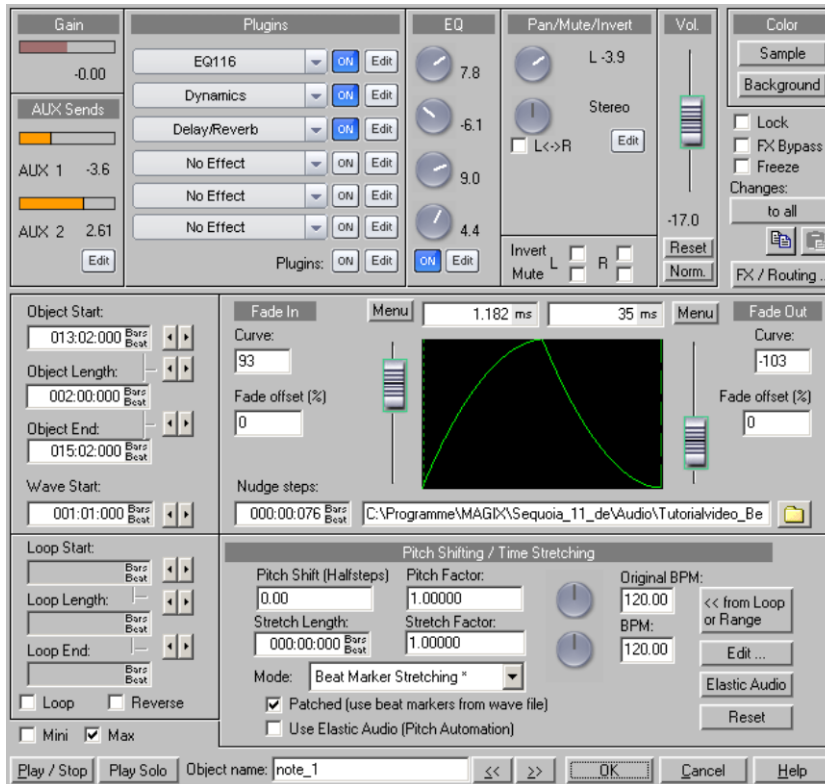 Gain
Plugins
EQ
Pan/Mute/Invert
Vol.
Color
-0.00
EQ116
ON
Edit
7.8
L -3.9
Sample
Background
AUX Sends
Dynamics
ON
Edit
-6.1
Stereo
Lock
Delay/Reverb
ON
Edit
L<->R
Edit
FX Bypass
AUX 1
-3.6
No Effect
ON
Edit
9.0
Freeze
Changes:
No Effect
ON
Edit
to all
AUX 2
2.61
No Effect
ON
Edit
4.4
-17.0
Edit
Plugins:
ON
Edit
ON
Edit
Invert
Mute
L
R
Reset
Norm.
FX / Routing ..
Object Start:
013:02:000 Bars Beat
Object Length:
002:00:000 Bars Beat
Object End:
015:02:000 Bars Beat
Wave Start:
001:01:000 Bars Beat
Fade In
Menu
1.182 ms
35 ms
Menu
Fade Out
Curve:
93
Curve:
-103
Fade offset (%)
0
Fade offset (%)
0
Nudge steps:
000:00:076 Bars Beat
C:\Programme\MAGIX\Sequoia_11_de\Audio\Tutorialvideo_Be
Loop Start:
Bars Beat
Loop Length:
Bars Beat
Loop End:
Bars Beat
Loop
Reverse
Mini
Max
Pitch Shifting / Time Stretching
Pitch Shift (Halfsteps)
0.00
Pitch Factor:
1.00000
Original BPM:
120.00
<< from Loop
or Range
Stretch Length:
000:00:000 Bars Beat
Stretch Factor:
1.00000
BPM:
120.00
Edit ...
Mode:
Beat Marker Stretching *
Elastic Audio
Patched (use beat markers from wave file)
Use Elastic Audio (Pitch Automation)
Reset
Play / Stop
Play Solo
Object name:
note_1
<<
>>
OK
Cancel
Help